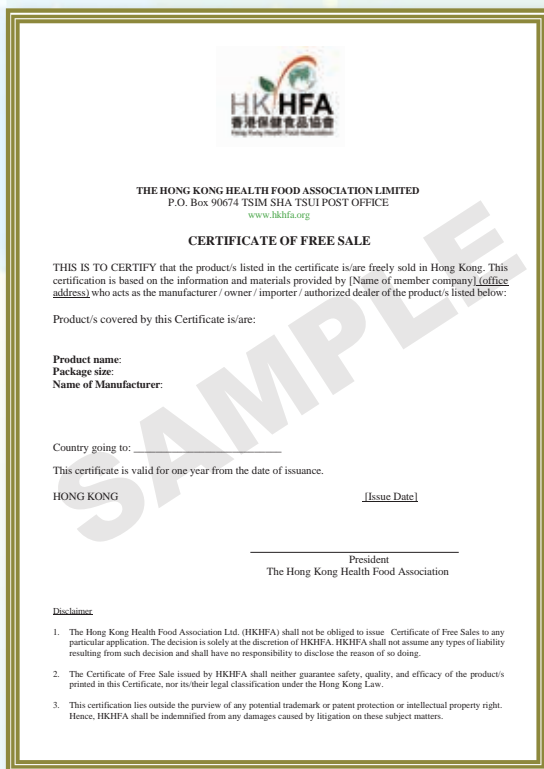 HKHFA
香港保健食品協會
Hong Kong Health Food Association
THE HONG KONG HEALTH FOOD ASSOCIATION LIMITED
P.O. Box 90674 TSIM SHA TSUI POST OFFICE
www.hkhfa.org
CERTIFICATE OF FREE SALE
THIS IS TO CERTIFY that the product/s listed in the certificate is/are freely sold in Hong Kong. This
certification is based on the information and materials provided by [Name of member company] (office
address) who acts as the manufacturer / owner / importer / authorized dealer of the product/s listed below:
Product/s covered by this Certificate is/are:
Product name:
Package size:
Name of Manufacturer:
SAMPLE
Country going to: ___________________________
This certificate is valid for one year from the date of issuance.
HONG KONG [Issue Date]
President
The Hong Kong Health Food Association
Disclaimer
1. The Hong Kong Health Food Association Ltd. (HKHFA) shall not be obliged to issue Certificate of Free Sales to any
particular application. The decision is solely at the discretion of HKHFA. HKHFA shall not assume any types of liability
resulting from such decision and shall have no responsibility to disclose the reason of so doing.
2. The Certificate of Free Sale issued by HKHFA shall neither guarantee safety, quality, and efficacy of the product/s
printed in this Certificate, nor its/their legal classification under the Hong Kong Law.
3. This certification lies outside the purview of any potential trademark or patent protection or intellectual property right.
Hence, HKHFA shall be indemnified from any damages caused by litigation on these subject matters.